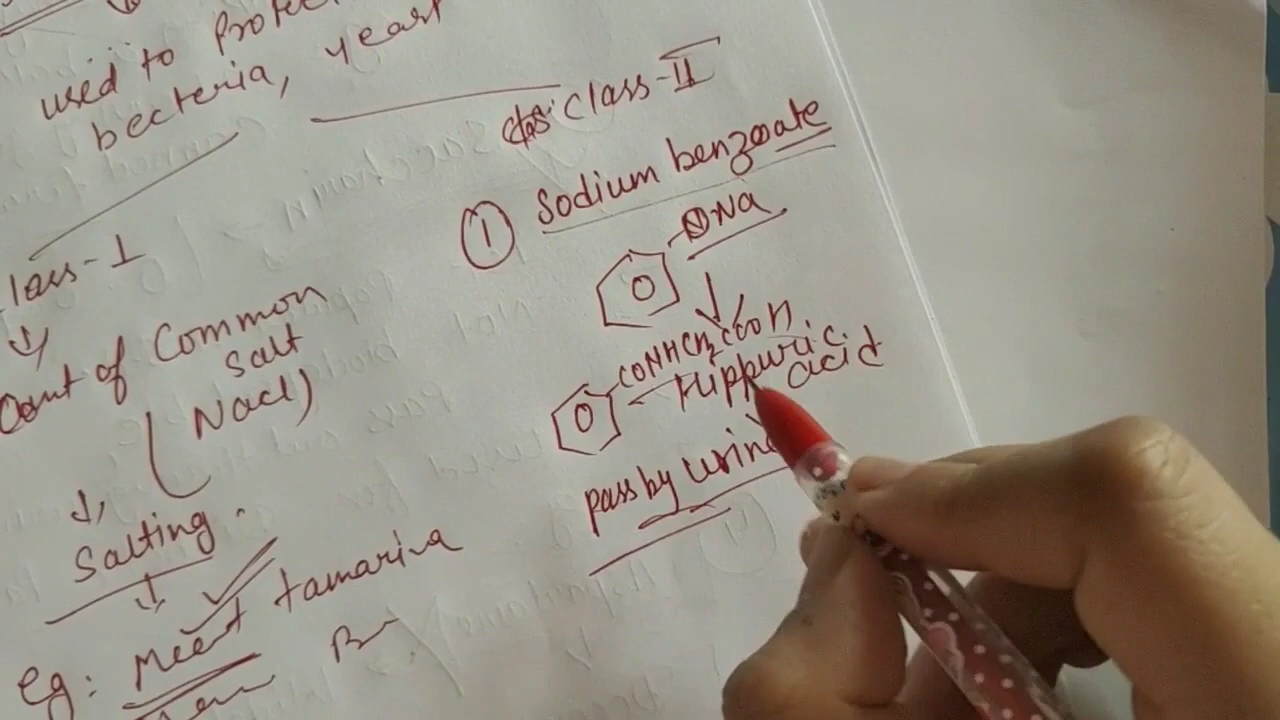 used to Prote
becteria, yeast
class-II
① Sodium benzoate
ONa
CONHCH2COOH
Hippuric
acid
pass by urine
lass-I
of Common
salt
(Nacl)
Salting
eg: Meet tamarina